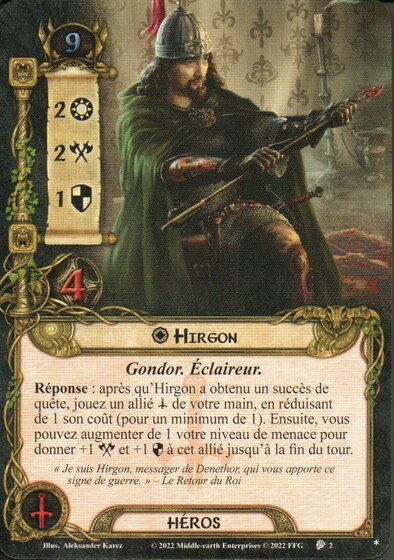 9
2
2
1
4
Hirgon
Gondor. Éclaireur.
Réponse : après qu'Hirgon a obtenu un succès de
quête, jouez un allié de votre main, en réduisant
de 1 son coût (pour un minimum de 1). Ensuite, vous
pouvez augmenter de 1 votre niveau de menace pour
donner +1 et +1 à cet allié jusqu'à la fin du tour.
« Je suis Hirgon, messager de Denethor, qui vous apporte ce
signe de guerre. » – Le Retour du Roi
HÉROS
Illus. Aleksander Karcz © 2022 Middle-earth Enterprises © 2022 FFG 2